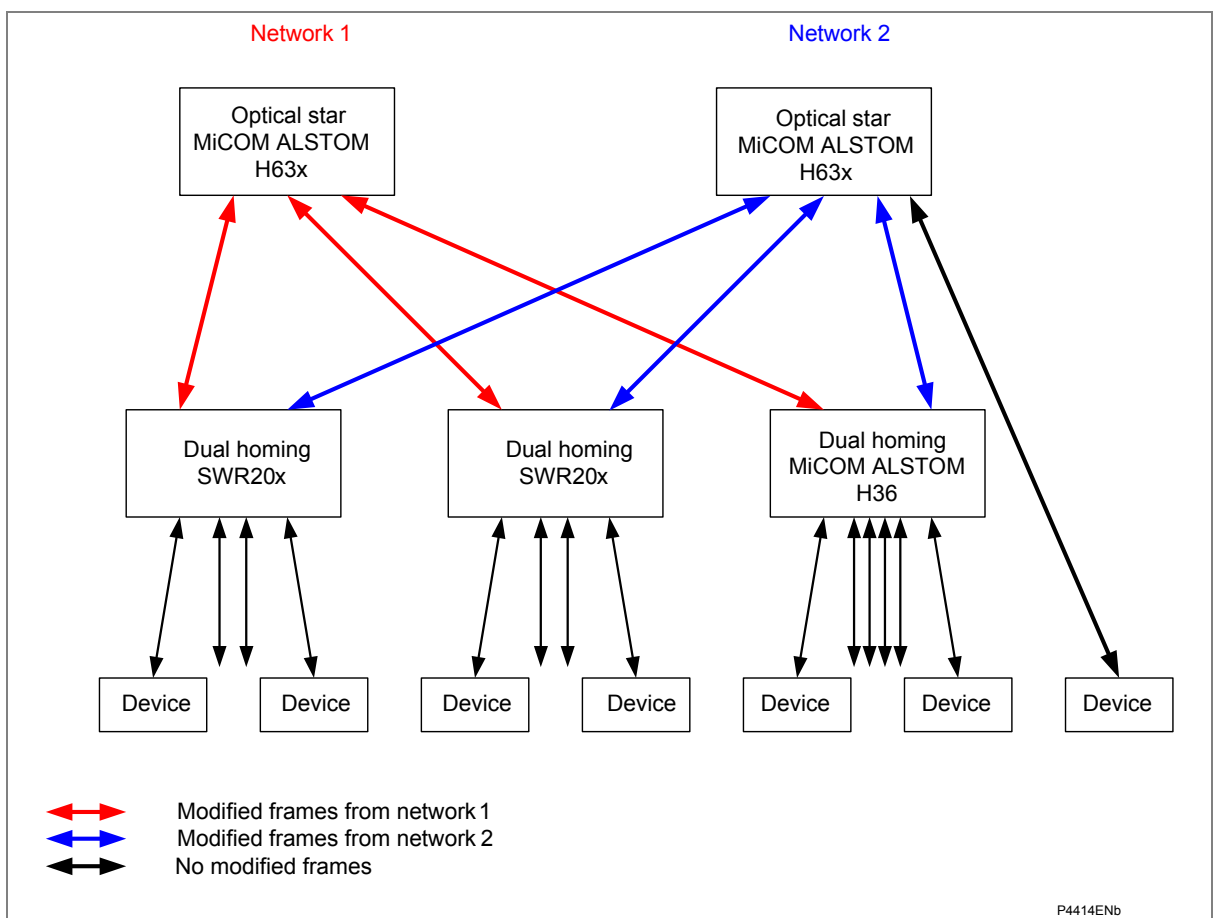 Network 1
Network 2
Optical star
MiCOM ALSTOM
H63x
Optical star
MiCOM ALSTOM
H63x
Dual homing
SWR20x
Dual homing
SWR20x
Dual homing
MiCOM ALSTOM
H36
Device
Device
Device
Device
Device
Device
Device
Modified frames from network 1
Modified frames from network 2
No modified frames
P4414ENb